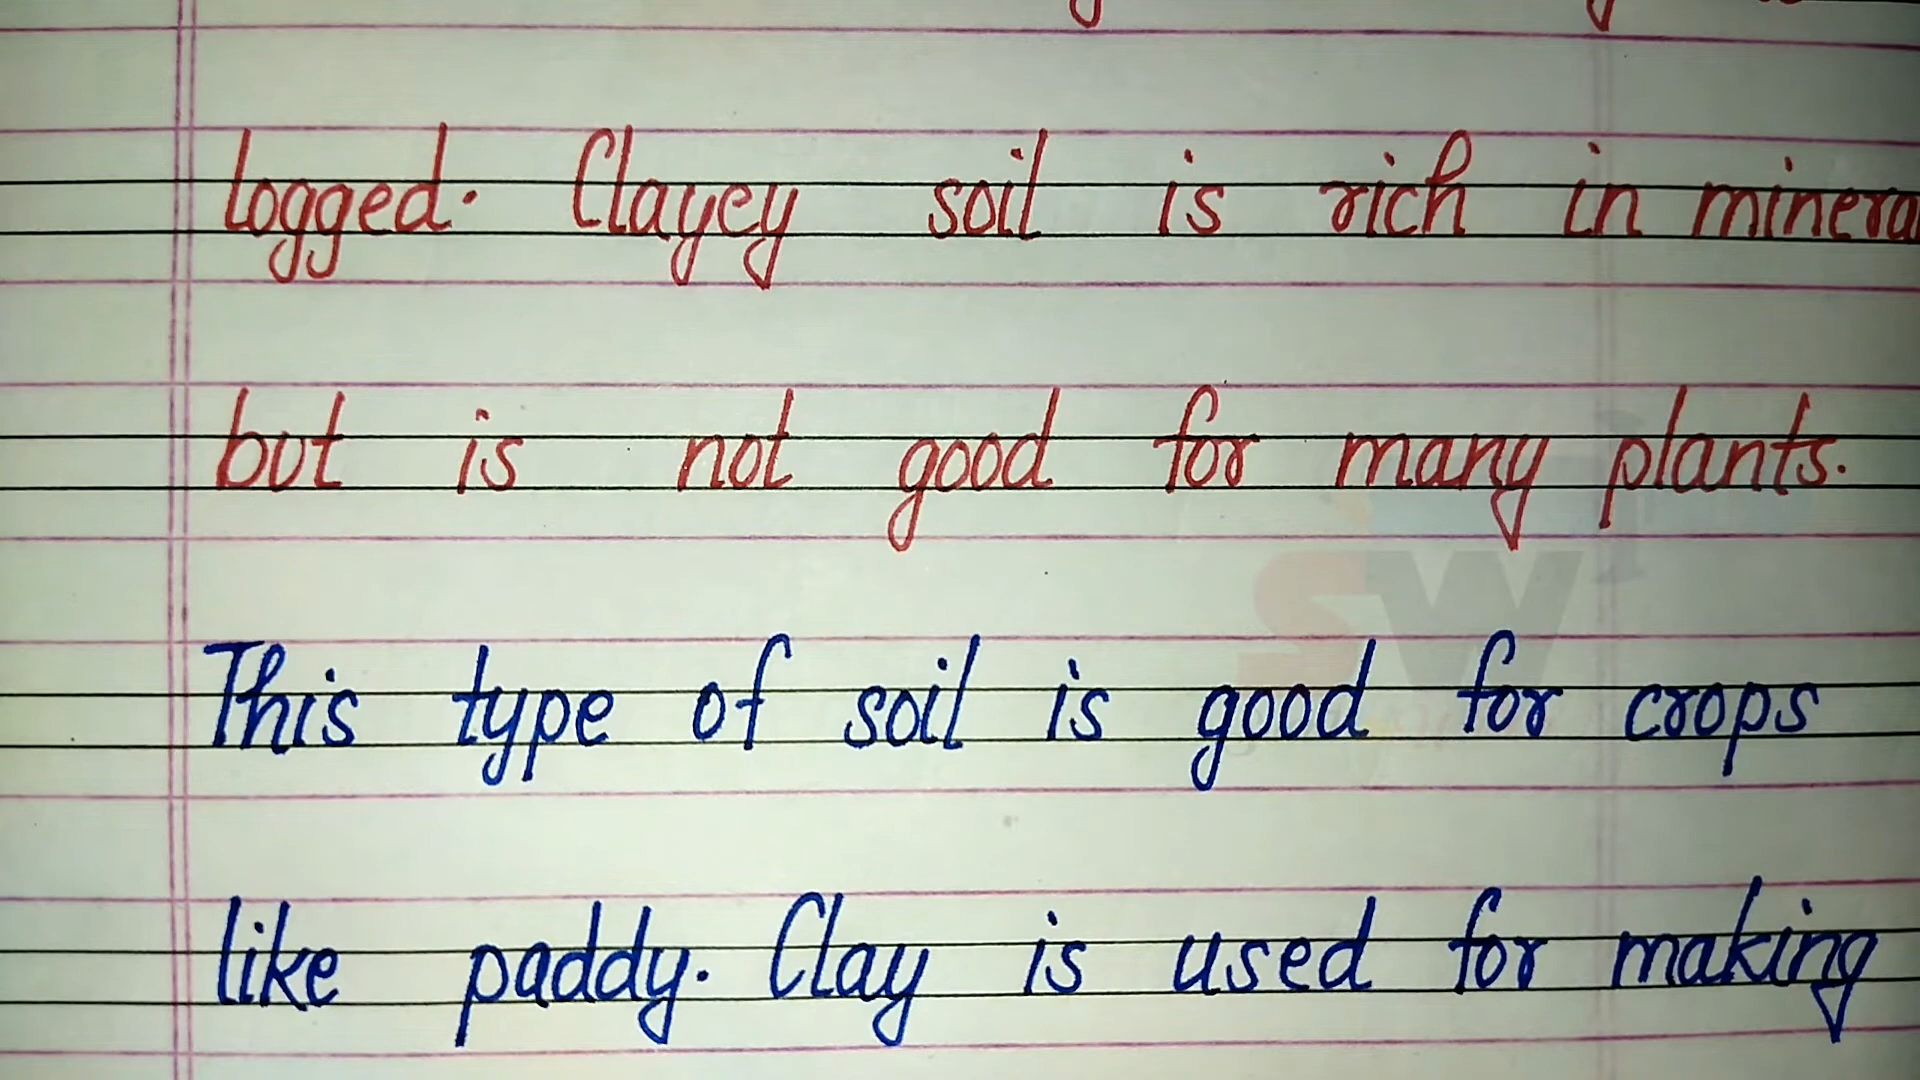 logged. Clayey soil is rich in minera
but is not good for many plants.
SW
This type of soil is good for crops
like paddy. Clay is used for making